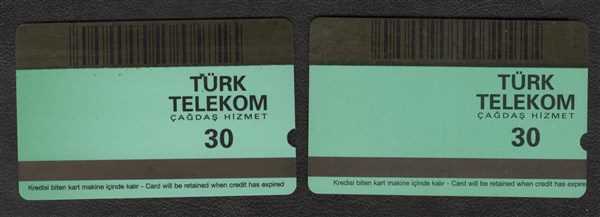 TÜRK
TELEKOM
ÇAĞDAŞ HİZMET
30
Kredisi biten kart makine içinde kalır - Card will be retained when credit has expired
TÜRK
TELEKOM
ÇAĞDAŞ HİZMET
30
Kredisi biten kart makine içinde kalır - Card will be retained when credit has expired